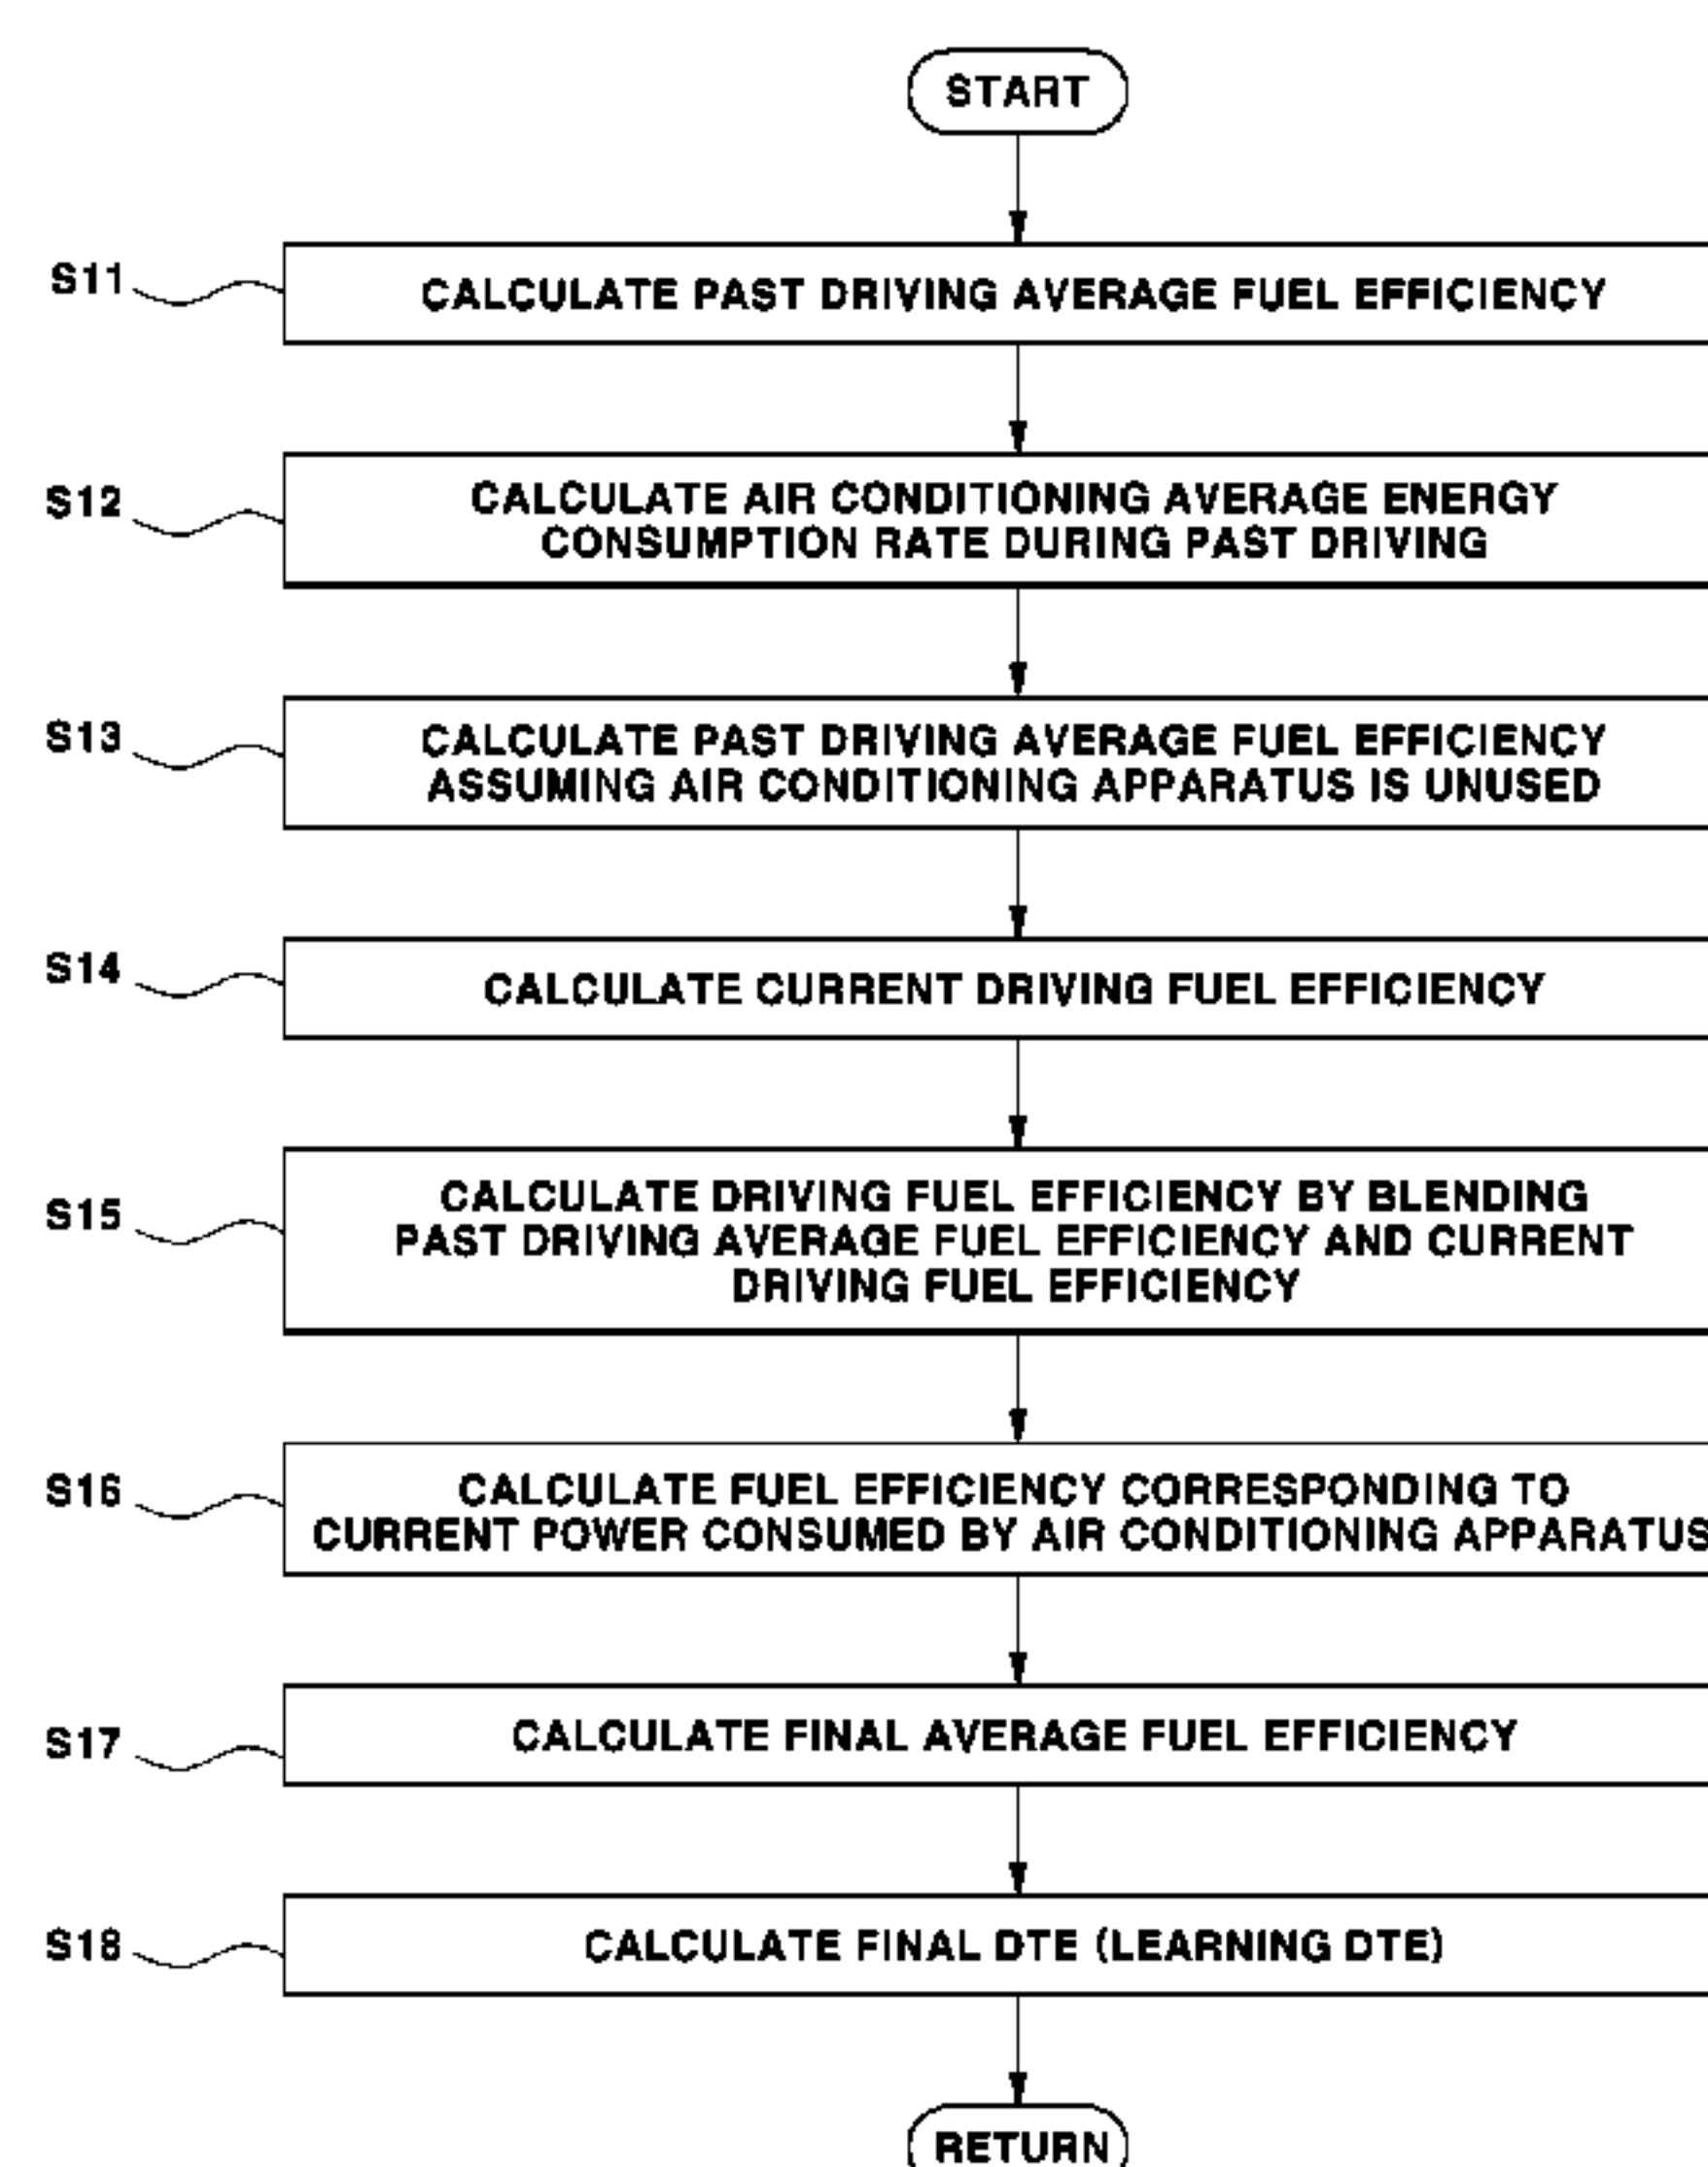 START
S11
CALCULATE PAST DRIVING AVERAGE FUEL EFFICIENCY
S12
CALCULATE AIR CONDITIONING AVERAGE ENERGY
CONSUMPTION RATE DURING PAST DRIVING
S13
CALCULATE PAST DRIVING AVERAGE FUEL EFFICIENCY
ASSUMING AIR CONDITIONING APPARATUS IS UNUSED
S14
CALCULATE CURRENT DRIVING FUEL EFFICIENCY
S15
CALCULATE DRIVING FUEL EFFICIENCY BY BLENDING
PAST DRIVING AVERAGE FUEL EFFICIENCY AND CURRENT
DRIVING FUEL EFFICIENCY
S16
CALCULATE FUEL EFFICIENCY CORRESPONDING TO
CURRENT POWER CONSUMED BY AIR CONDITIONING APPARATUS
S17
CALCULATE FINAL AVERAGE FUEL EFFICIENCY
S18
CALCULATE FINAL DTE (LEARNING DTE)
RETURN